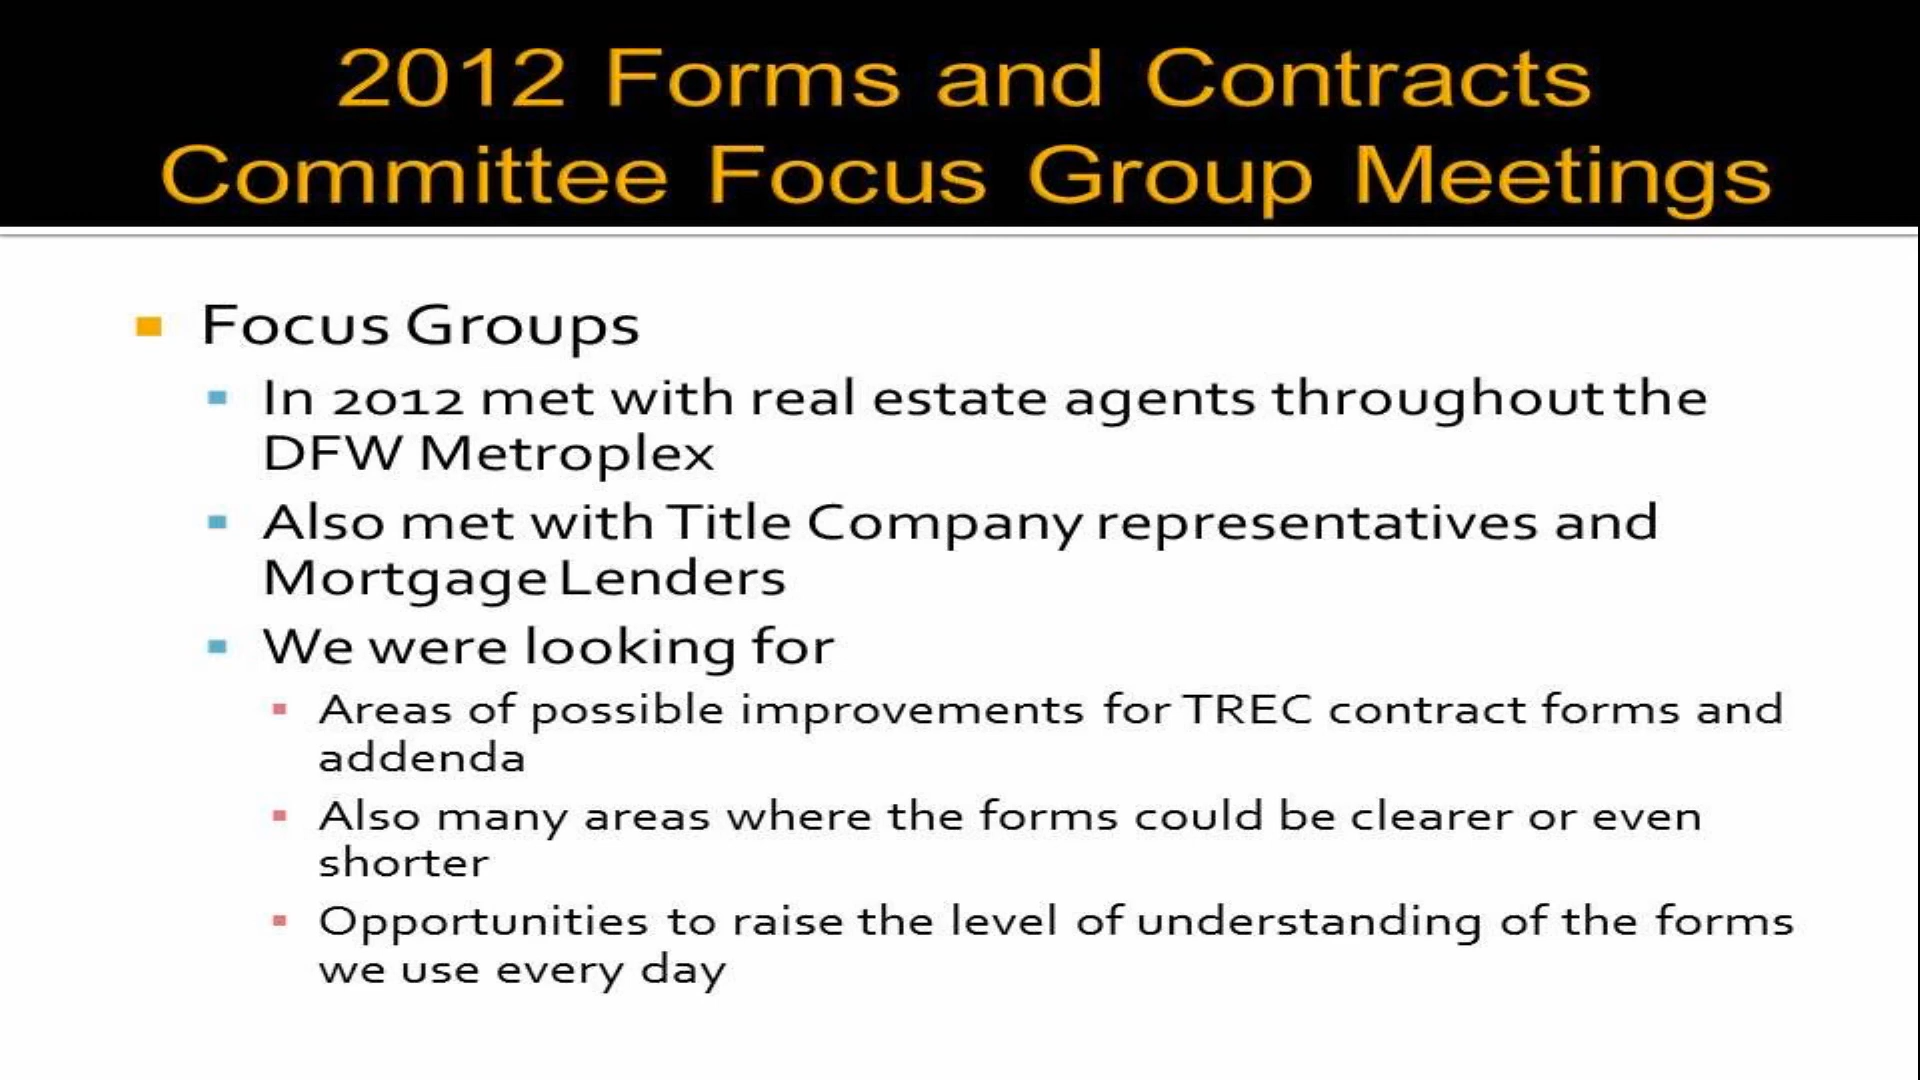 2012 Forms and Contracts
Committee Focus Group Meetings
Focus Groups
In 2012 met with real estate agents throughout the
DFW Metroplex
Also met with Title Company representatives and
Mortgage Lenders
We were looking for
Areas of possible improvements for TREC contract forms and
addenda
Also many areas where the forms could be clearer or even
shorter
Opportunities to raise the level of understanding of the forms
we use every day